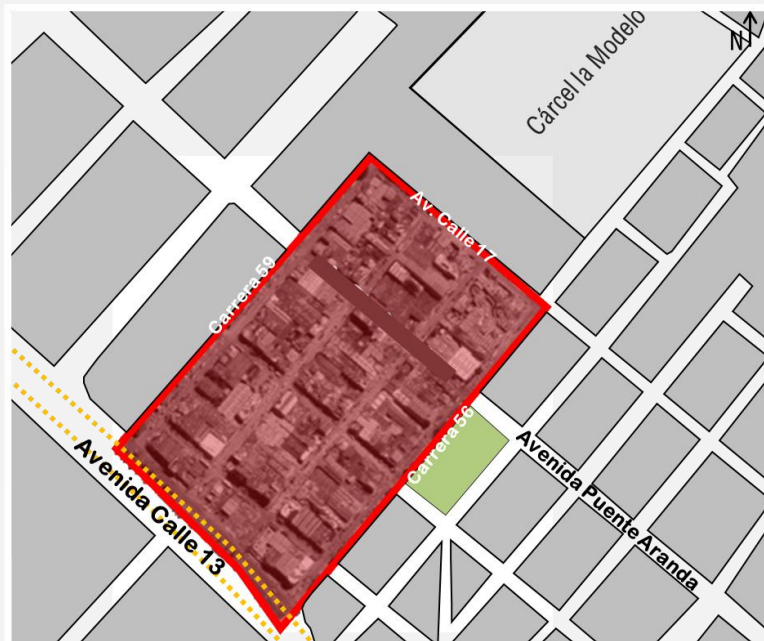 N
Cárcel la Modelo
Av. Calle 17
Carrera 59
Carrera 56
Avenida Puente Aranda
Avenida Calle 13